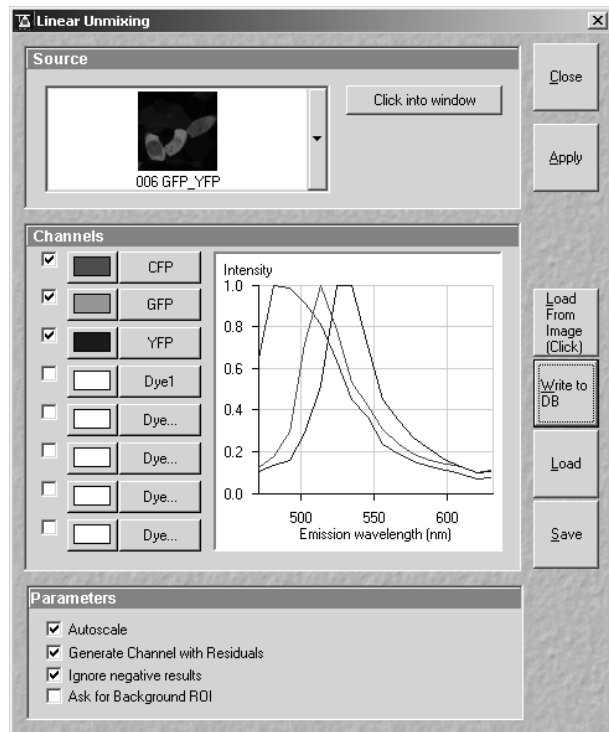 Linear Unmixing
Source
Click into window
006 GFP_YFP
Close
Apply
Channels
CFP
GFP
YFP
Dye1
Dye...
Dye...
Dye...
Dye...
Intensity
1.0
0.8
0.6
0.4
0.2
0.0
500 550 600
Emission wavelength (nm)
Load
From
Image
(Click)
Write to
DB
Load
Save
Parameters
Autoscale
Generate Channel with Residuals
Ignore negative results
Ask for Background ROI